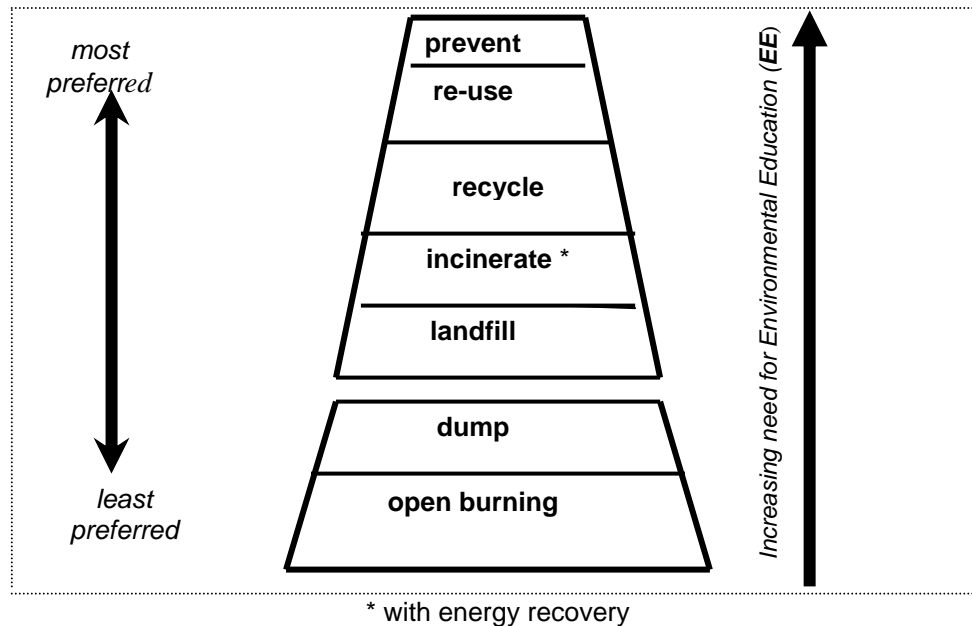 most
preferred
prevent
re-use
recycle
incinerate *
landfill
dump
open burning
least
preferred
Increasing need for Environmental Education (EE)
* with energy recovery